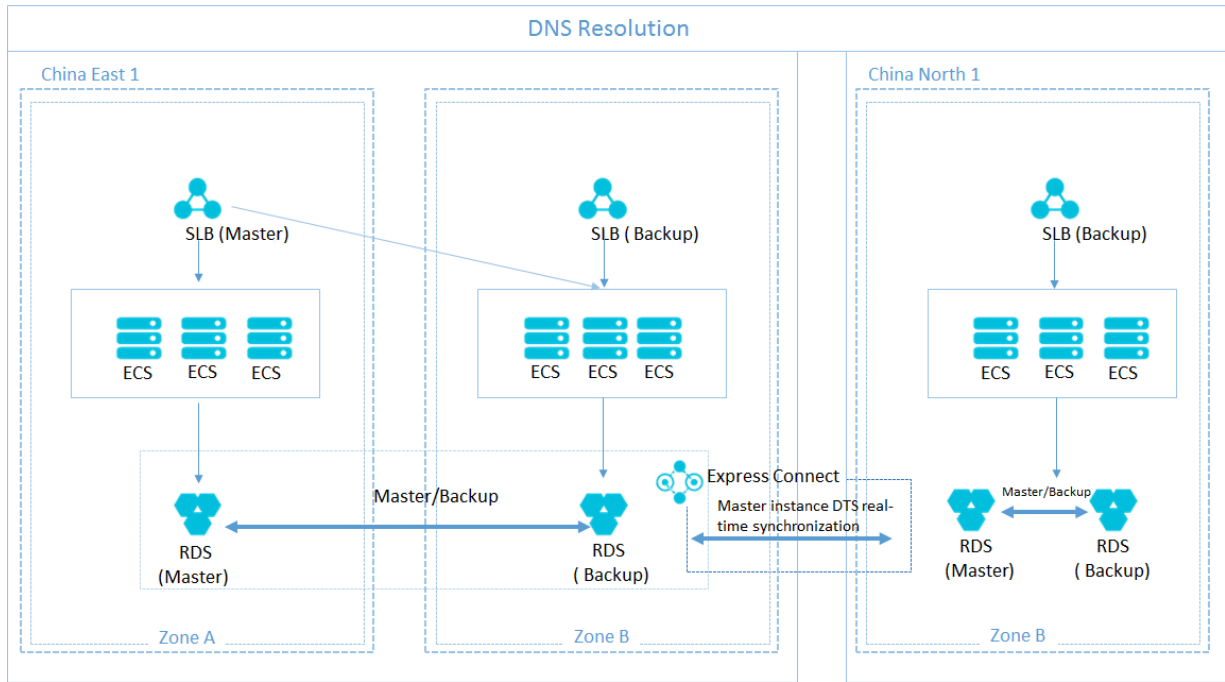 DNS Resolution
China East 1
China North 1
SLB (Master)
SLB ( Backup)
SLB (Backup)
ECS ECS ECS
ECS ECS ECS
ECS ECS ECS
Master/Backup
Express Connect
Master instance DTS real-
time synchronization
Master/Backup
RDS
(Master)
RDS
( Backup)
RDS
(Master)
RDS
( Backup)
Zone A
Zone B
Zone B